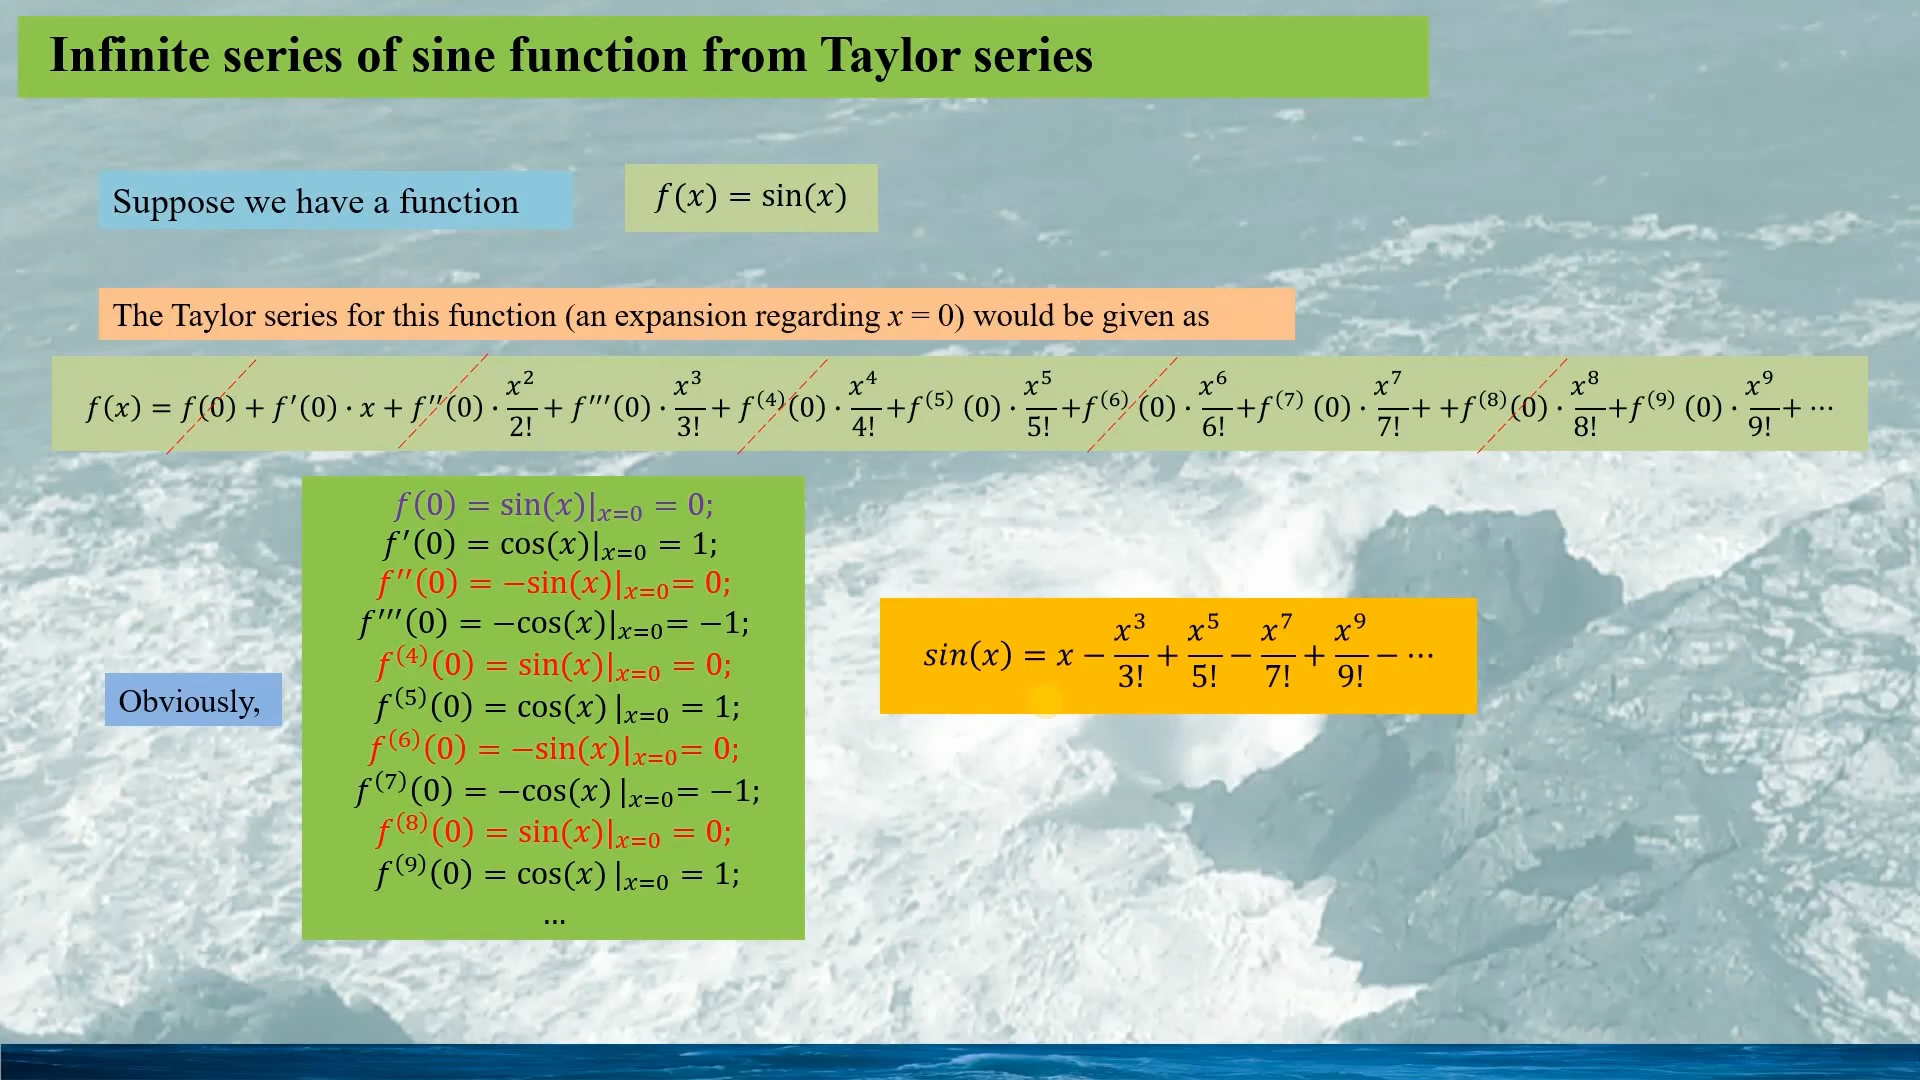 Infinite series of sine function from Taylor series
Suppose we have a function
f(x) = sin(x)
The Taylor series for this function (an expansion regarding x = 0) would be given as
f(x) = f(0) + f′(0) · x + f′′(0) · x²/2! + f′′′(0) · x³/3! + f⁽⁴⁾(0) · x⁴/4! +f⁽⁵⁾ (0) · x⁵/5! +f⁽⁶⁾ (0) · x⁶/6! +f⁽⁷⁾ (0) · x⁷/7! + +f⁽⁸⁾(0) · x⁸/8! +f⁽⁹⁾ (0) · x⁹/9! + ⋯
f(0) = sin(x)|ₓ₌₀ = 0;
f′(0) = cos(x)|ₓ₌₀ = 1;
f′′(0) = −sin(x)|ₓ₌₀= 0;
f′′′(0) = −cos(x)|ₓ₌₀= −1;
f⁽⁴⁾(0) = sin(x)|ₓ₌₀ = 0;
f⁽⁵⁾(0) = cos(x) |ₓ₌₀ = 1;
f⁽⁶⁾(0) = −sin(x)|ₓ₌₀= 0;
f⁽⁷⁾(0) = −cos(x) |ₓ₌₀= −1;
f⁽⁸⁾(0) = sin(x)|ₓ₌₀ = 0;
f⁽⁹⁾(0) = cos(x) |ₓ₌₀ = 1;
...
Obviously,
sin(x) = x − x³/3! + x⁵/5! − x⁷/7! + x⁹/9! − ⋯